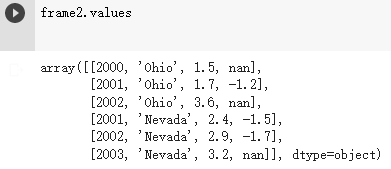 frame2.values
array([[2000, 'Ohio', 1.5, nan],
[2001, 'Ohio', 1.7, -1.2],
[2002, 'Ohio', 3.6, nan],
[2001, 'Nevada', 2.4, -1.5],
[2002, 'Nevada', 2.9, -1.7],
[2003, 'Nevada', 3.2, nan]], dtype=object)